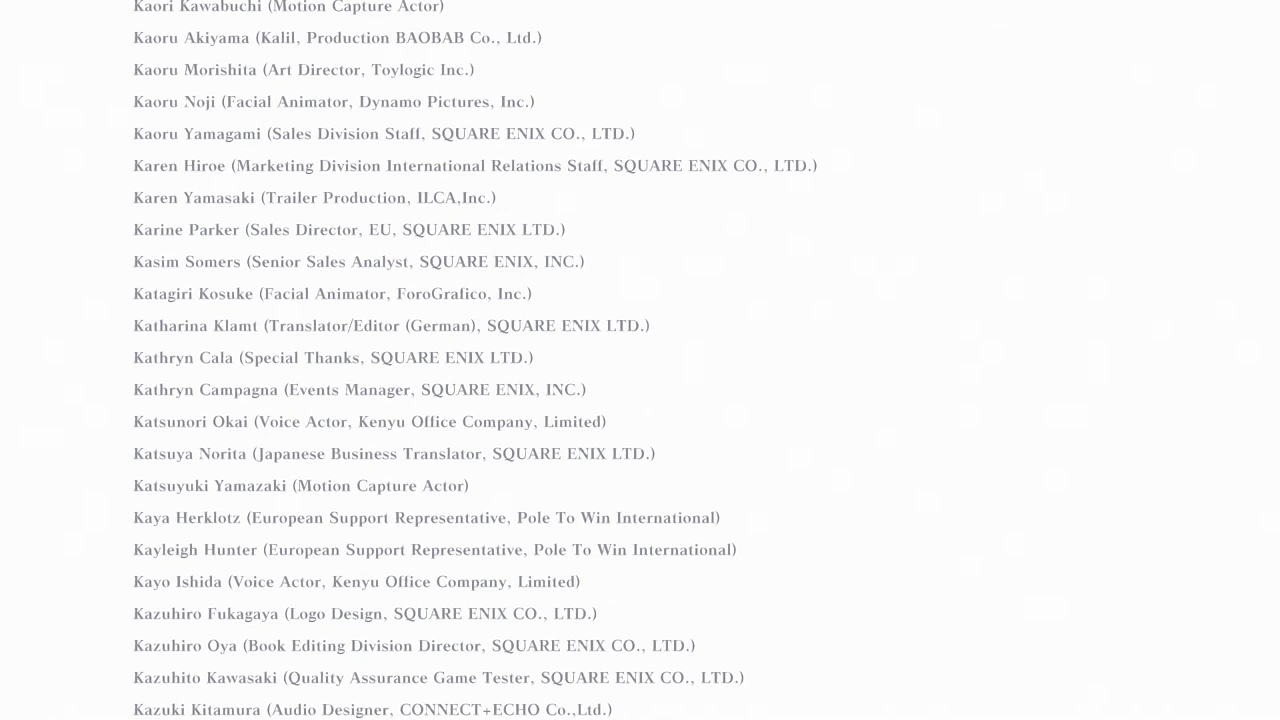 Kaori Kawabuchi (Motion Capture Actor)
Kaoru Akiyama (Kalil, Production BAOBAB Co., Ltd.)
Kaoru Morishita (Art Director, Toylogic Inc.)
Kaoru Noji (Facial Animator, Dynamo Pictures, Inc.)
Kaoru Yamagami (Sales Division Staff, SQUARE ENIX CO., LTD.)
Karen Hiroe (Marketing Division International Relations Staff, SQUARE ENIX CO., LTD.)
Karen Yamasaki (Trailer Production, ILCA,Inc.)
Karine Parker (Sales Director, EU, SQUARE ENIX LTD.)
Kasim Somers (Senior Sales Analyst, SQUARE ENIX, INC.)
Katagiri Kosuke (Facial Animator, ForoGrafico, Inc.)
Katharina Klamt (Translator/Editor (German), SQUARE ENIX LTD.)
Kathryn Cala (Special Thanks, SQUARE ENIX LTD.)
Kathryn Campagna (Events Manager, SQUARE ENIX, INC.)
Katsunori Okai (Voice Actor, Kenyu Office Company, Limited)
Katsuya Norita (Japanese Business Translator, SQUARE ENIX LTD.)
Katsuyuki Yamazaki (Motion Capture Actor)
Kaya Herklotz (European Support Representative, Pole To Win International)
Kayleigh Hunter (European Support Representative, Pole To Win International)
Kayo Ishida (Voice Actor, Kenyu Office Company, Limited)
Kazuhiro Fukagaya (Logo Design, SQUARE ENIX CO., LTD.)
Kazuhiro Oya (Book Editing Division Director, SQUARE ENIX CO., LTD.)
Kazuhito Kawasaki (Quality Assurance Game Tester, SQUARE ENIX CO., LTD.)
Kazuki Kitamura (Audio Designer, CONNECT+ECHO Co.,Ltd.)